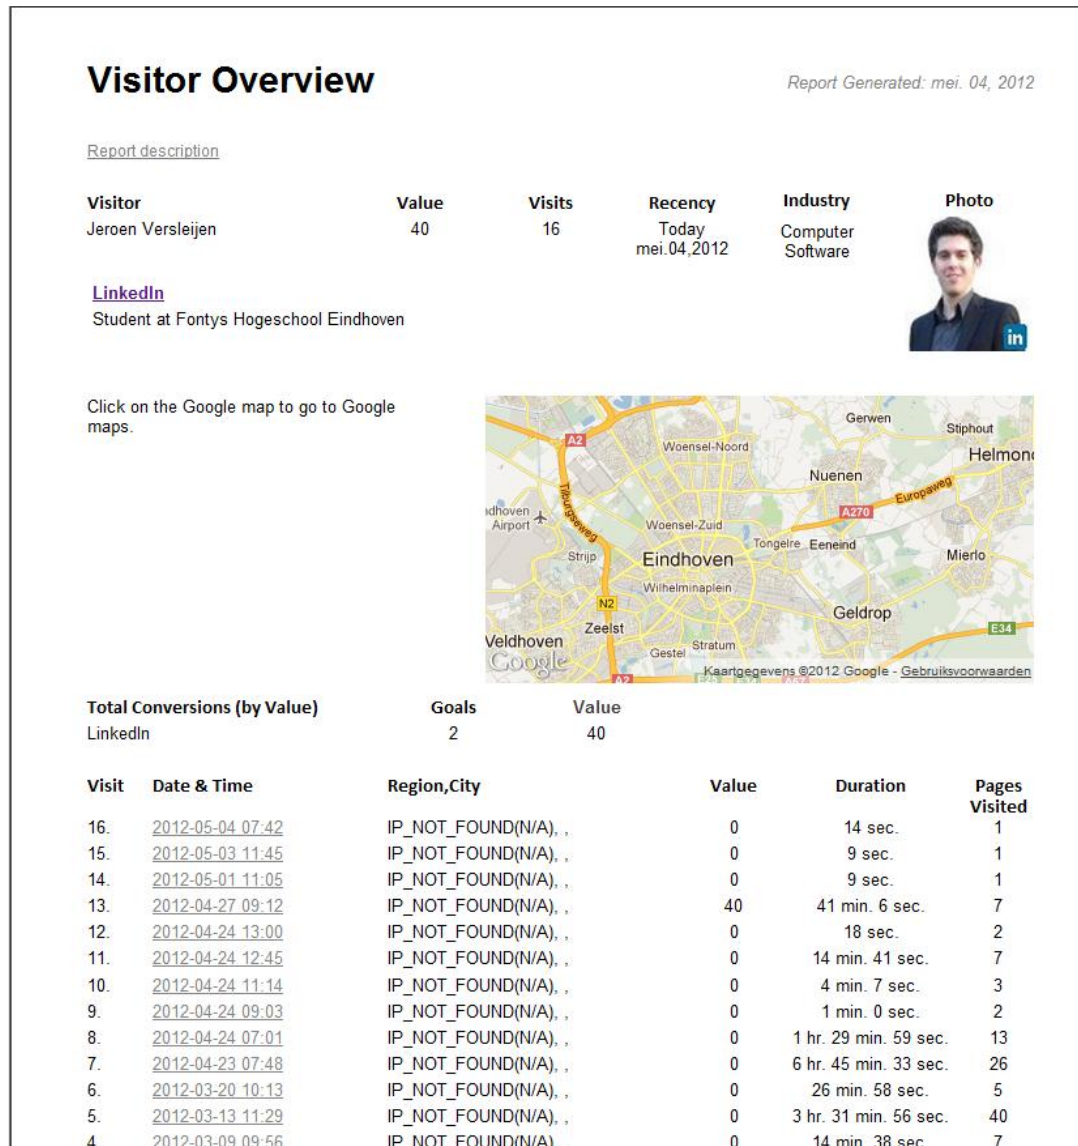 Visitor Overview
Report Generated: mei. 04, 2012
Report description
Visitor Value Visits Recency Industry Photo
Jeroen Versleijen 40 16 Today Computer
mei.04,2012 Software
LinkedIn
Student at Fontys Hogeschool Eindhoven
in
Click on the Google map to go to Google
maps.
Gerwen
Stiphout
A2
Woensel-Noord
Helmond
Nuenen
Tilburgseweg
Europaweg
A270
Airport
Woensel-Zuid
Tongelre Eeneind
Strijp
Eindhoven
Mierlo
Wilhelminaplein
N2
Geldrop
Zeelst
E34
Veldhoven
Gestel Stratum
Google
Kaartgegevens ©2012 Google - Gebruiksvoorwaarden
A2 E25 A67
Total Conversions (by Value) Goals Value
LinkedIn 2 40
Visit Date & Time Region,City Value Duration Pages
Visited
16. 2012-05-04 07:42 IP_NOT_FOUND(N/A), , 0 14 sec. 1
15. 2012-05-03 11:45 IP_NOT_FOUND(N/A), , 0 9 sec. 1
14. 2012-05-01 11:05 IP_NOT_FOUND(N/A), , 0 9 sec. 1
13. 2012-04-27 09:12 IP_NOT_FOUND(N/A), , 40 41 min. 6 sec. 7
12. 2012-04-24 13:00 IP_NOT_FOUND(N/A), , 0 18 sec. 2
11. 2012-04-24 12:45 IP_NOT_FOUND(N/A), , 0 14 min. 41 sec. 7
10. 2012-04-24 11:14 IP_NOT_FOUND(N/A), , 0 4 min. 7 sec. 3
9. 2012-04-24 09:03 IP_NOT_FOUND(N/A), , 0 1 min. 0 sec. 2
8. 2012-04-24 07:01 IP_NOT_FOUND(N/A), , 0 1 hr. 29 min. 59 sec. 13
7. 2012-04-23 07:48 IP_NOT_FOUND(N/A), , 0 6 hr. 45 min. 33 sec. 26
6. 2012-03-20 10:13 IP_NOT_FOUND(N/A), , 0 26 min. 58 sec. 5
5. 2012-03-13 11:29 IP_NOT_FOUND(N/A), , 0 3 hr. 31 min. 56 sec. 40
4. 2012-03-09 09:56 IP_NOT_FOUND(N/A), , 0 14 min. 38 sec. 7